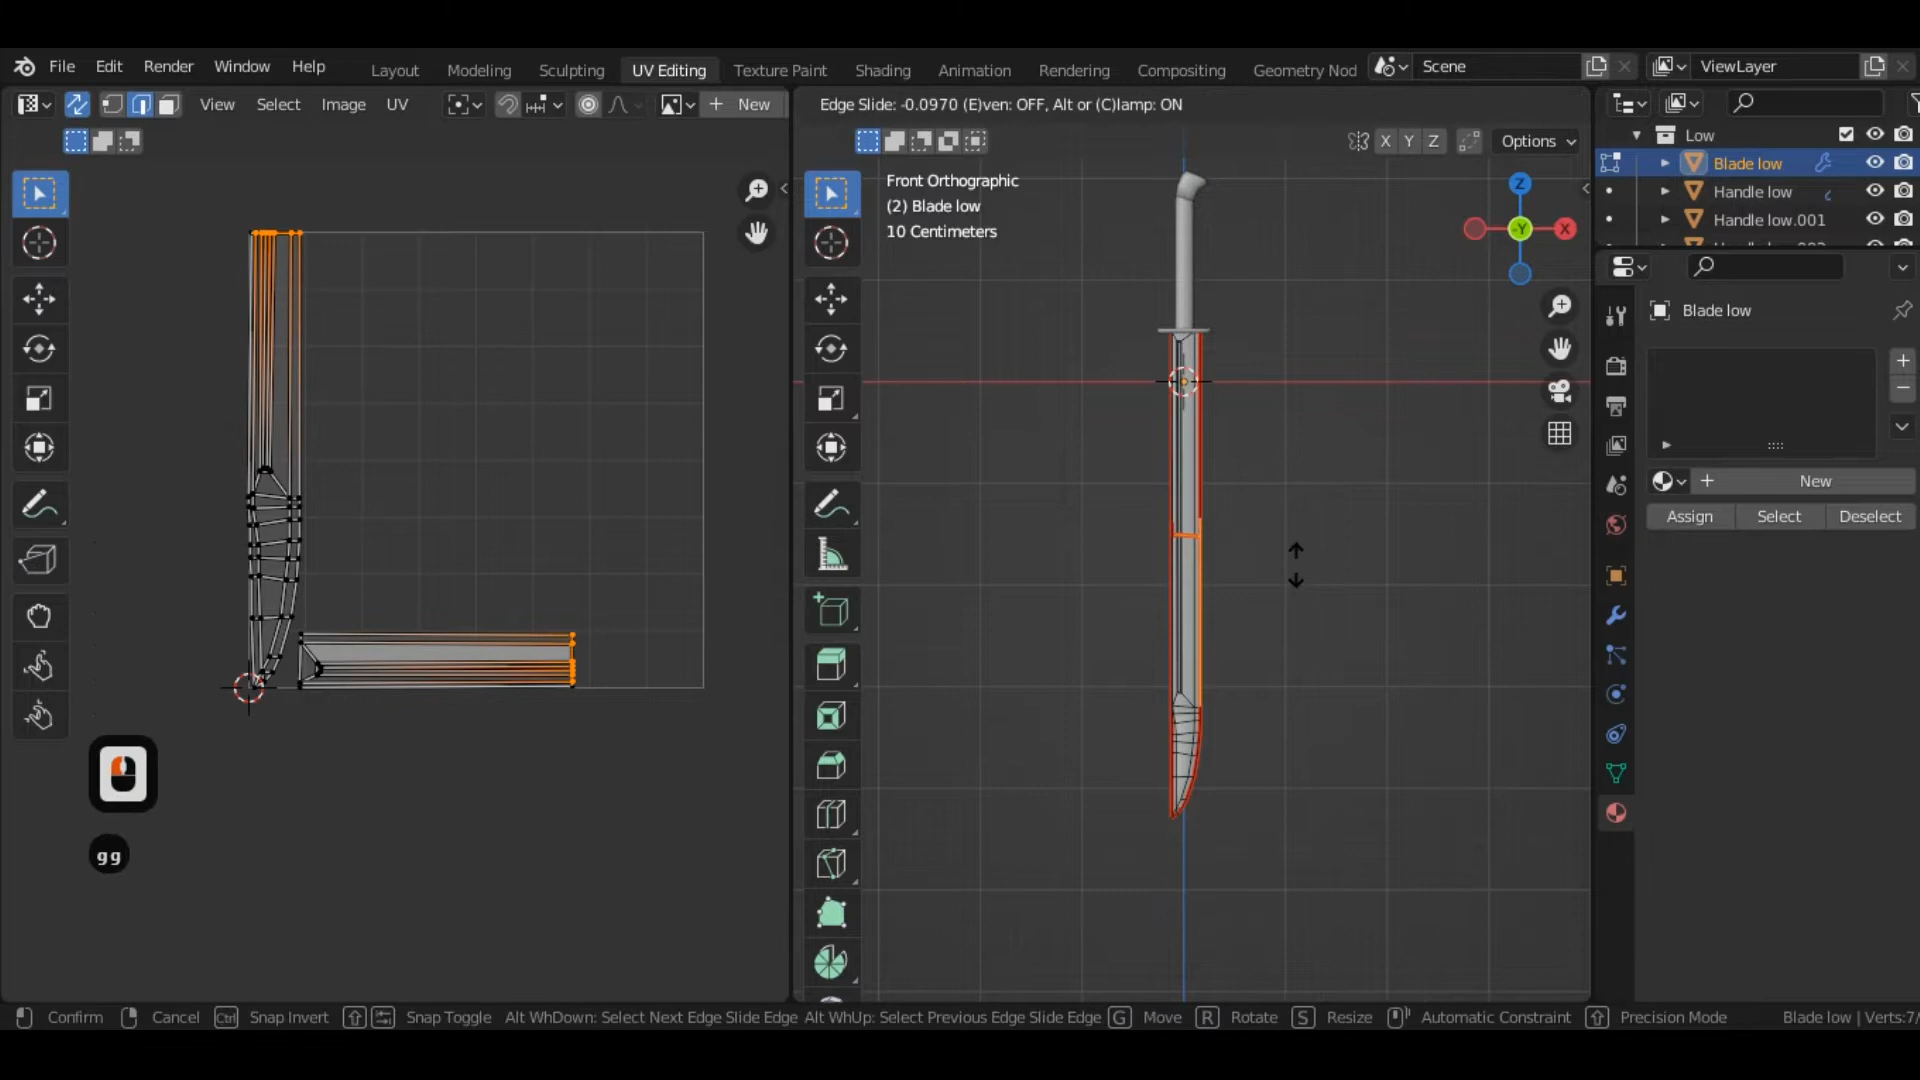 File Edit Render Window Help
Layout Modeling Sculpting UV Editing Texture Paint Shading Animation Rendering Compositing Geometry Nod
Scene
ViewLayer
View Select Image UV
New
Edge Slide: -0.0970 (E)ven: OFF, Alt or (C)lamp: ON
X Y Z
Options
Low
Blade low
Handle low
Handle low.001
Front Orthographic
(2) Blade low
10 Centimeters
Z
-Y
X
Blade low
New
Assign Select Deselect
gg
Confirm Cancel Ctrl Snap Invert Snap Toggle Alt WhDown: Select Next Edge Slide Edge Alt WhUp: Select Previous Edge Slide Edge G Move R Rotate S Resize Automatic Constraint Precision Mode Blade low | Verts:7/